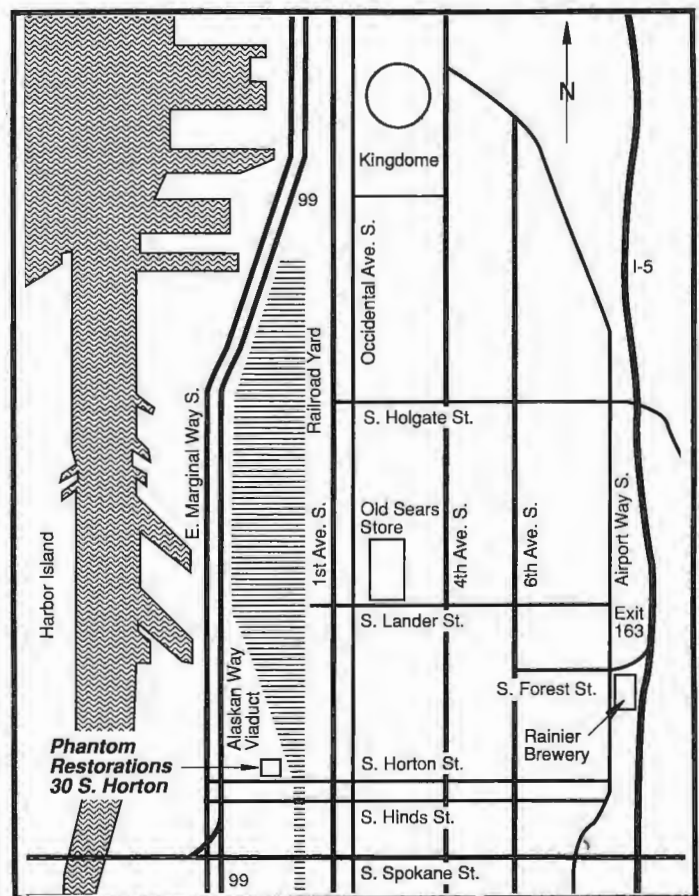 N
Kingdome
99
Occidental Ave. S.
I-5
Railroad Yard
E. Marginal Way S.
S. Holgate St.
Old Sears
Store
1st Ave. S.
4th Ave. S.
6th Ave. S.
Airport Way S.
Harbor Island
S. Lander St.
Exit
163
Alaskan Way
Viaduct
S. Forest St.
Rainier
Brewery
Phantom
Restorations
30 S. Horton
S. Horton St.
S. Hinds St.
99
S. Spokane St.